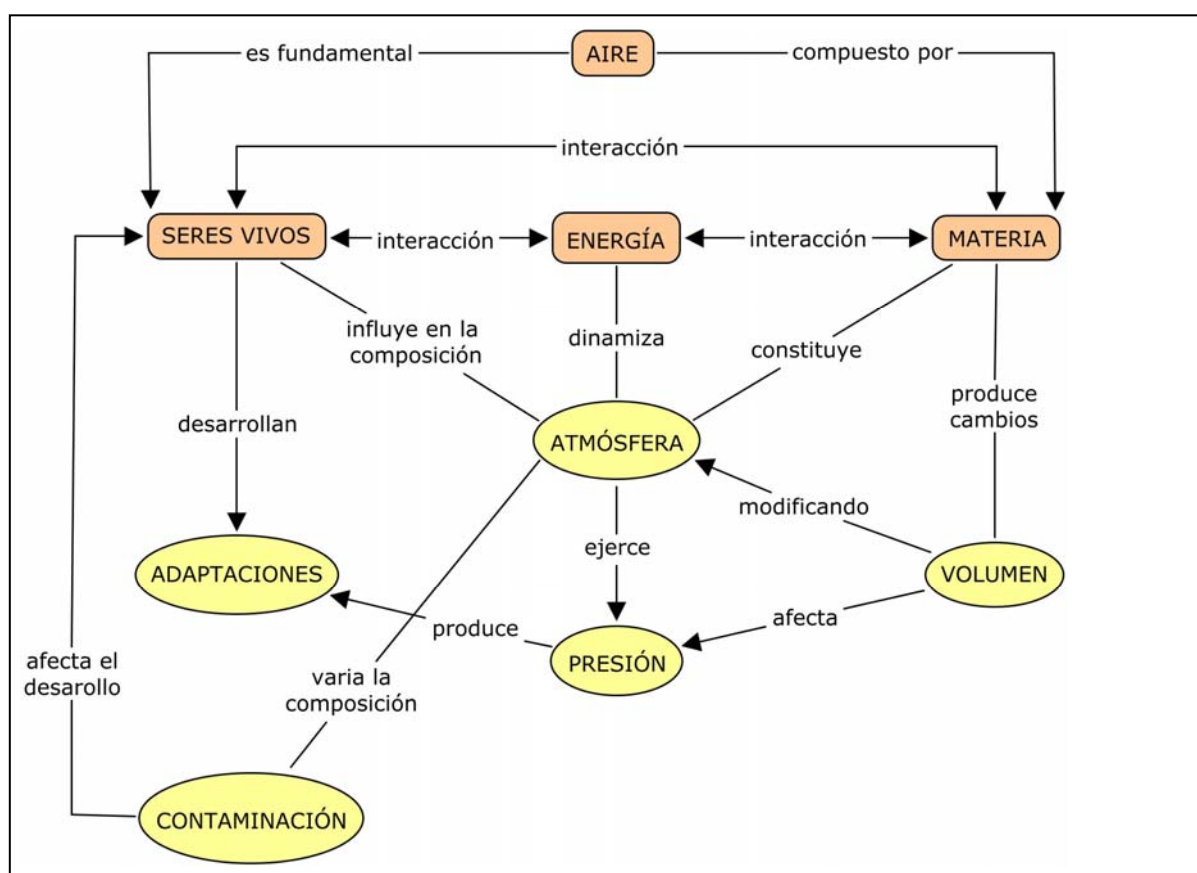 es fundamental
AIRE
compuesto por
interacción
SERES VIVOS
interacción
ENERGÍA
interacción
MATERIA
influye en la
composición
dinamiza
constituye
produce
cambios
desarrollan
ATMÓSFERA
modificando
ejerce
ADAPTACIONES
VOLUMEN
produce
afecta
PRESIÓN
afecta el
desarollo
varia la
composición
CONTAMINACIÓN